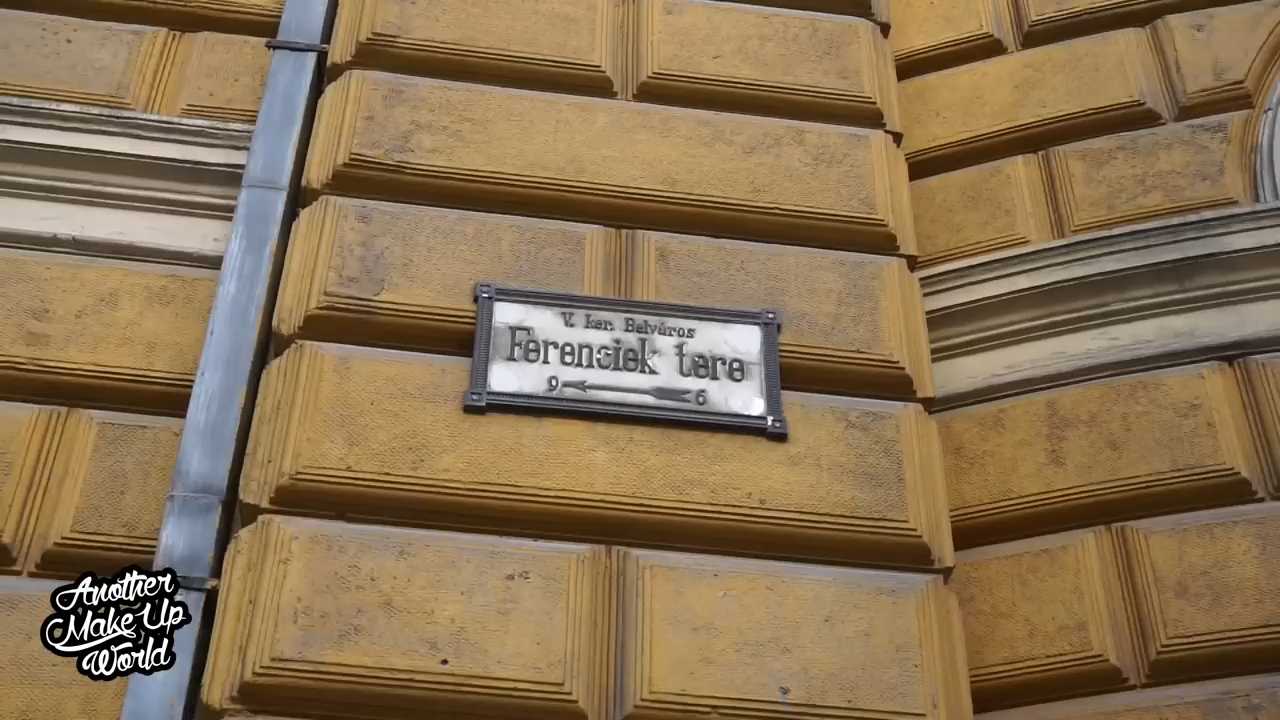 V. ker. Belváros
Ferenciek tere
9 6
Another
Make Up
World